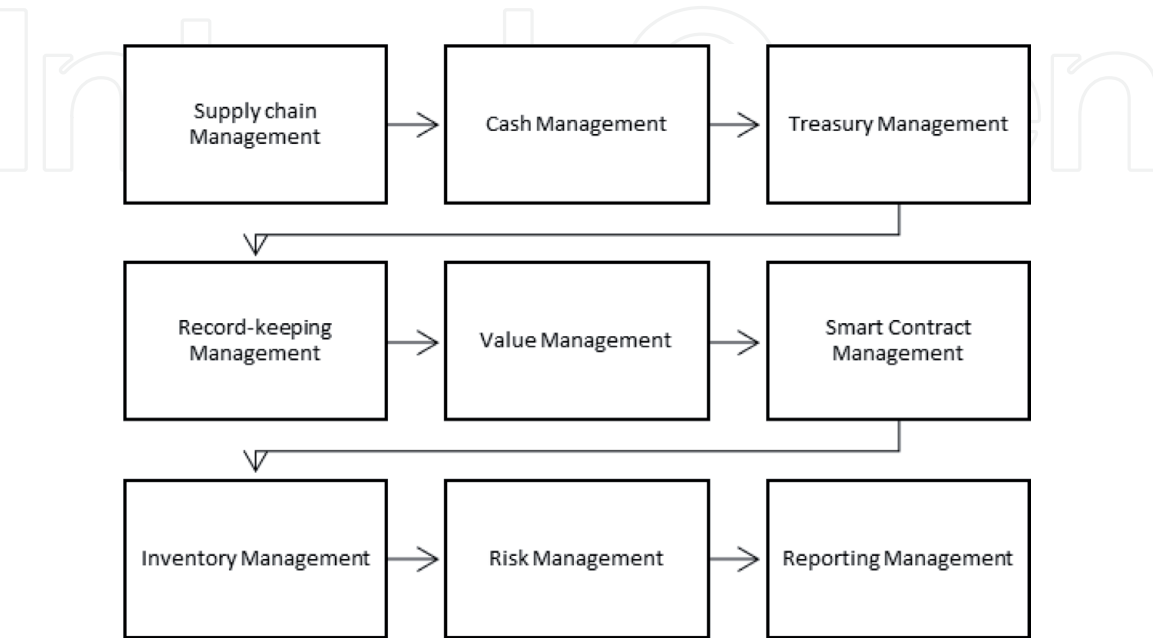 Supply chain
Management
Cash Management
Treasury Management
Record-keeping
Management
Value Management
Smart Contract
Management
Inventory Management
Risk Management
Reporting Management